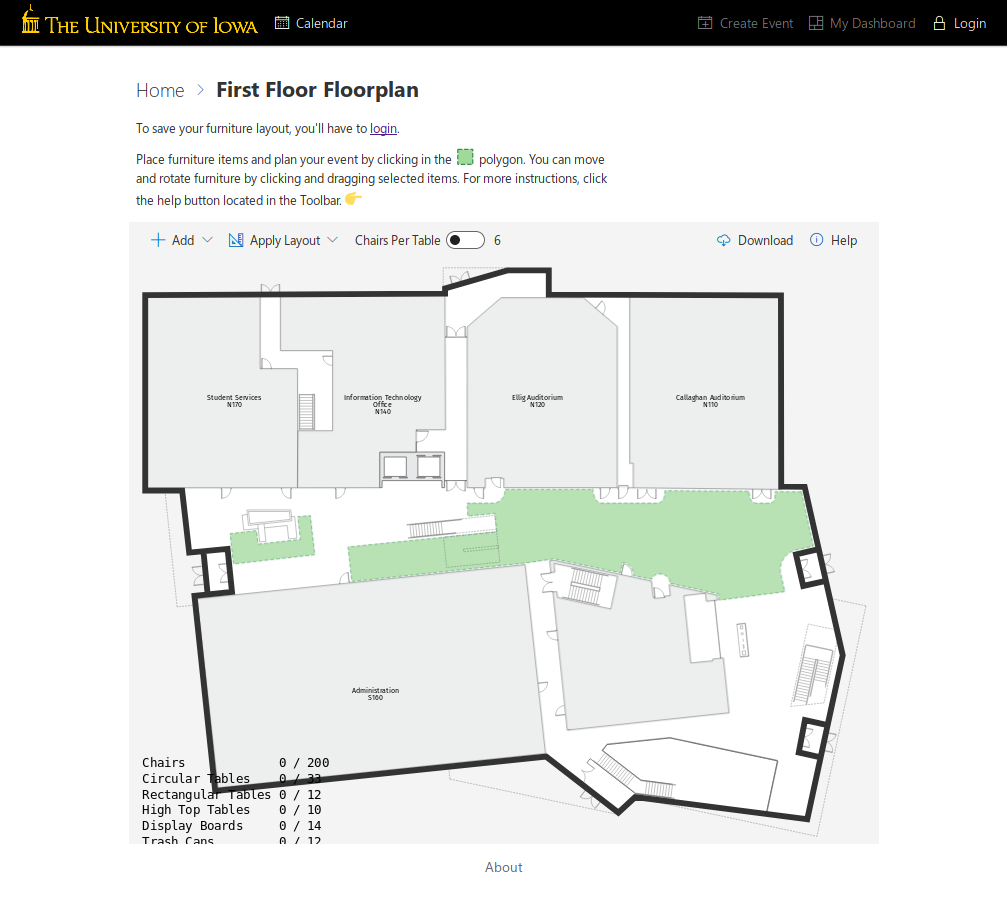 THE UNIVERSITY OF IOWA
Calendar
Create Event
My Dashboard
Login
Home
First Floor Floorplan
To save your furniture layout, you'll have to login.
Place furniture items and plan your event by clicking in the polygon. You can move
and rotate furniture by clicking and dragging selected items. For more instructions, click
the help button located in the Toolbar.
Add
Apply Layout
Chairs Per Table
6
Download
Help
Student Services
N170
Information Technology
Office
N140
Ellig Auditorium
N120
Callaghan Auditorium
N110
Administration
S160
Chairs 0 / 200
Circular Tables 0 / 33
Rectangular Tables 0 / 12
High Top Tables 0 / 10
Display Boards 0 / 14
Trash Cans 0 / 12
About